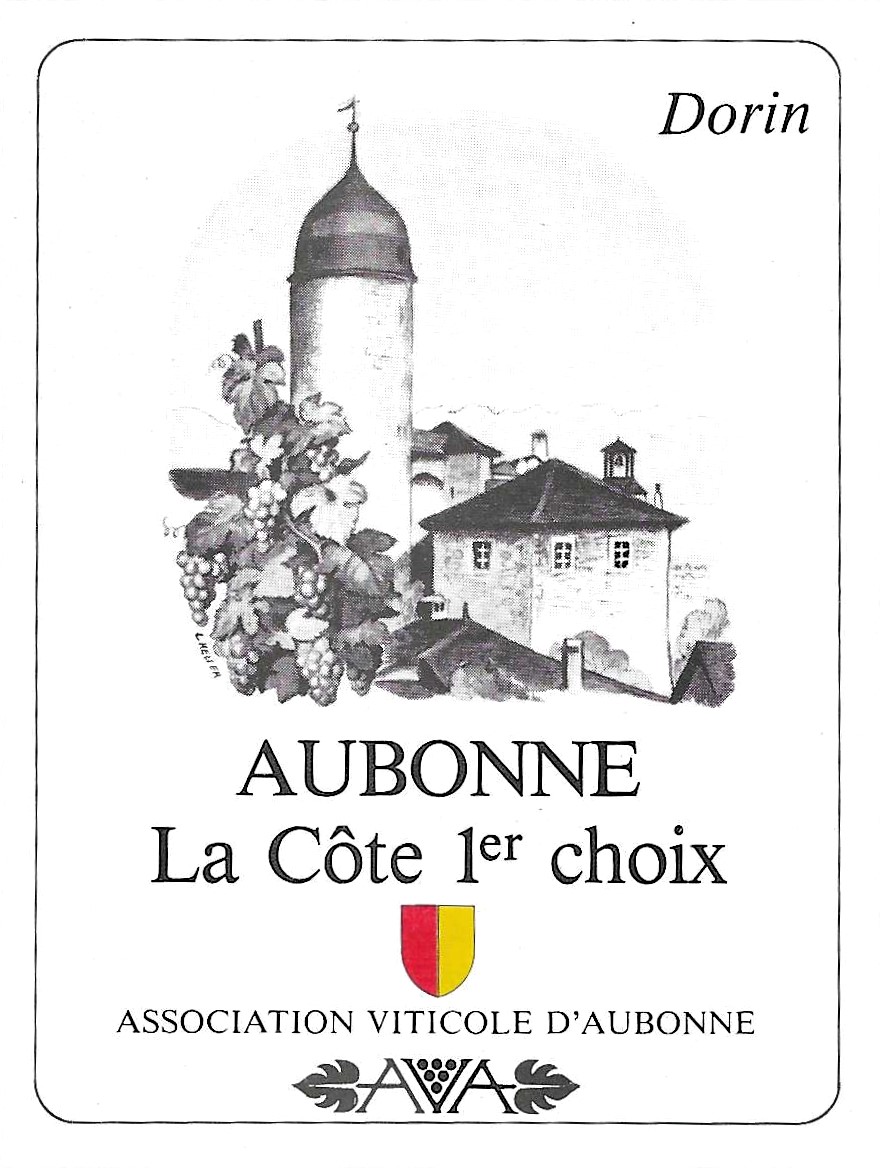 Dorin
AUBONNE
La Côte 1er choix
ASSOCIATION VITICOLE D'AUBONNE
AVA